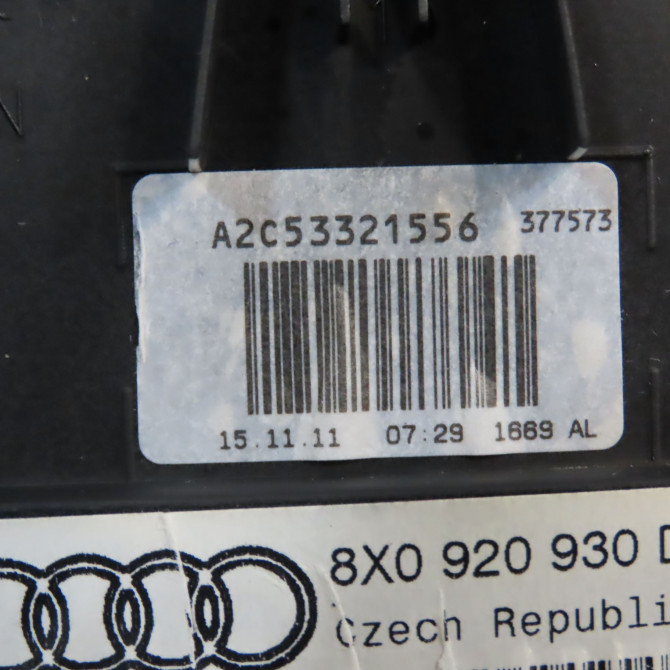 A2C53321556 377573
15.11.11 07:29 1669 AL
8X0 920 930
Czech Republi